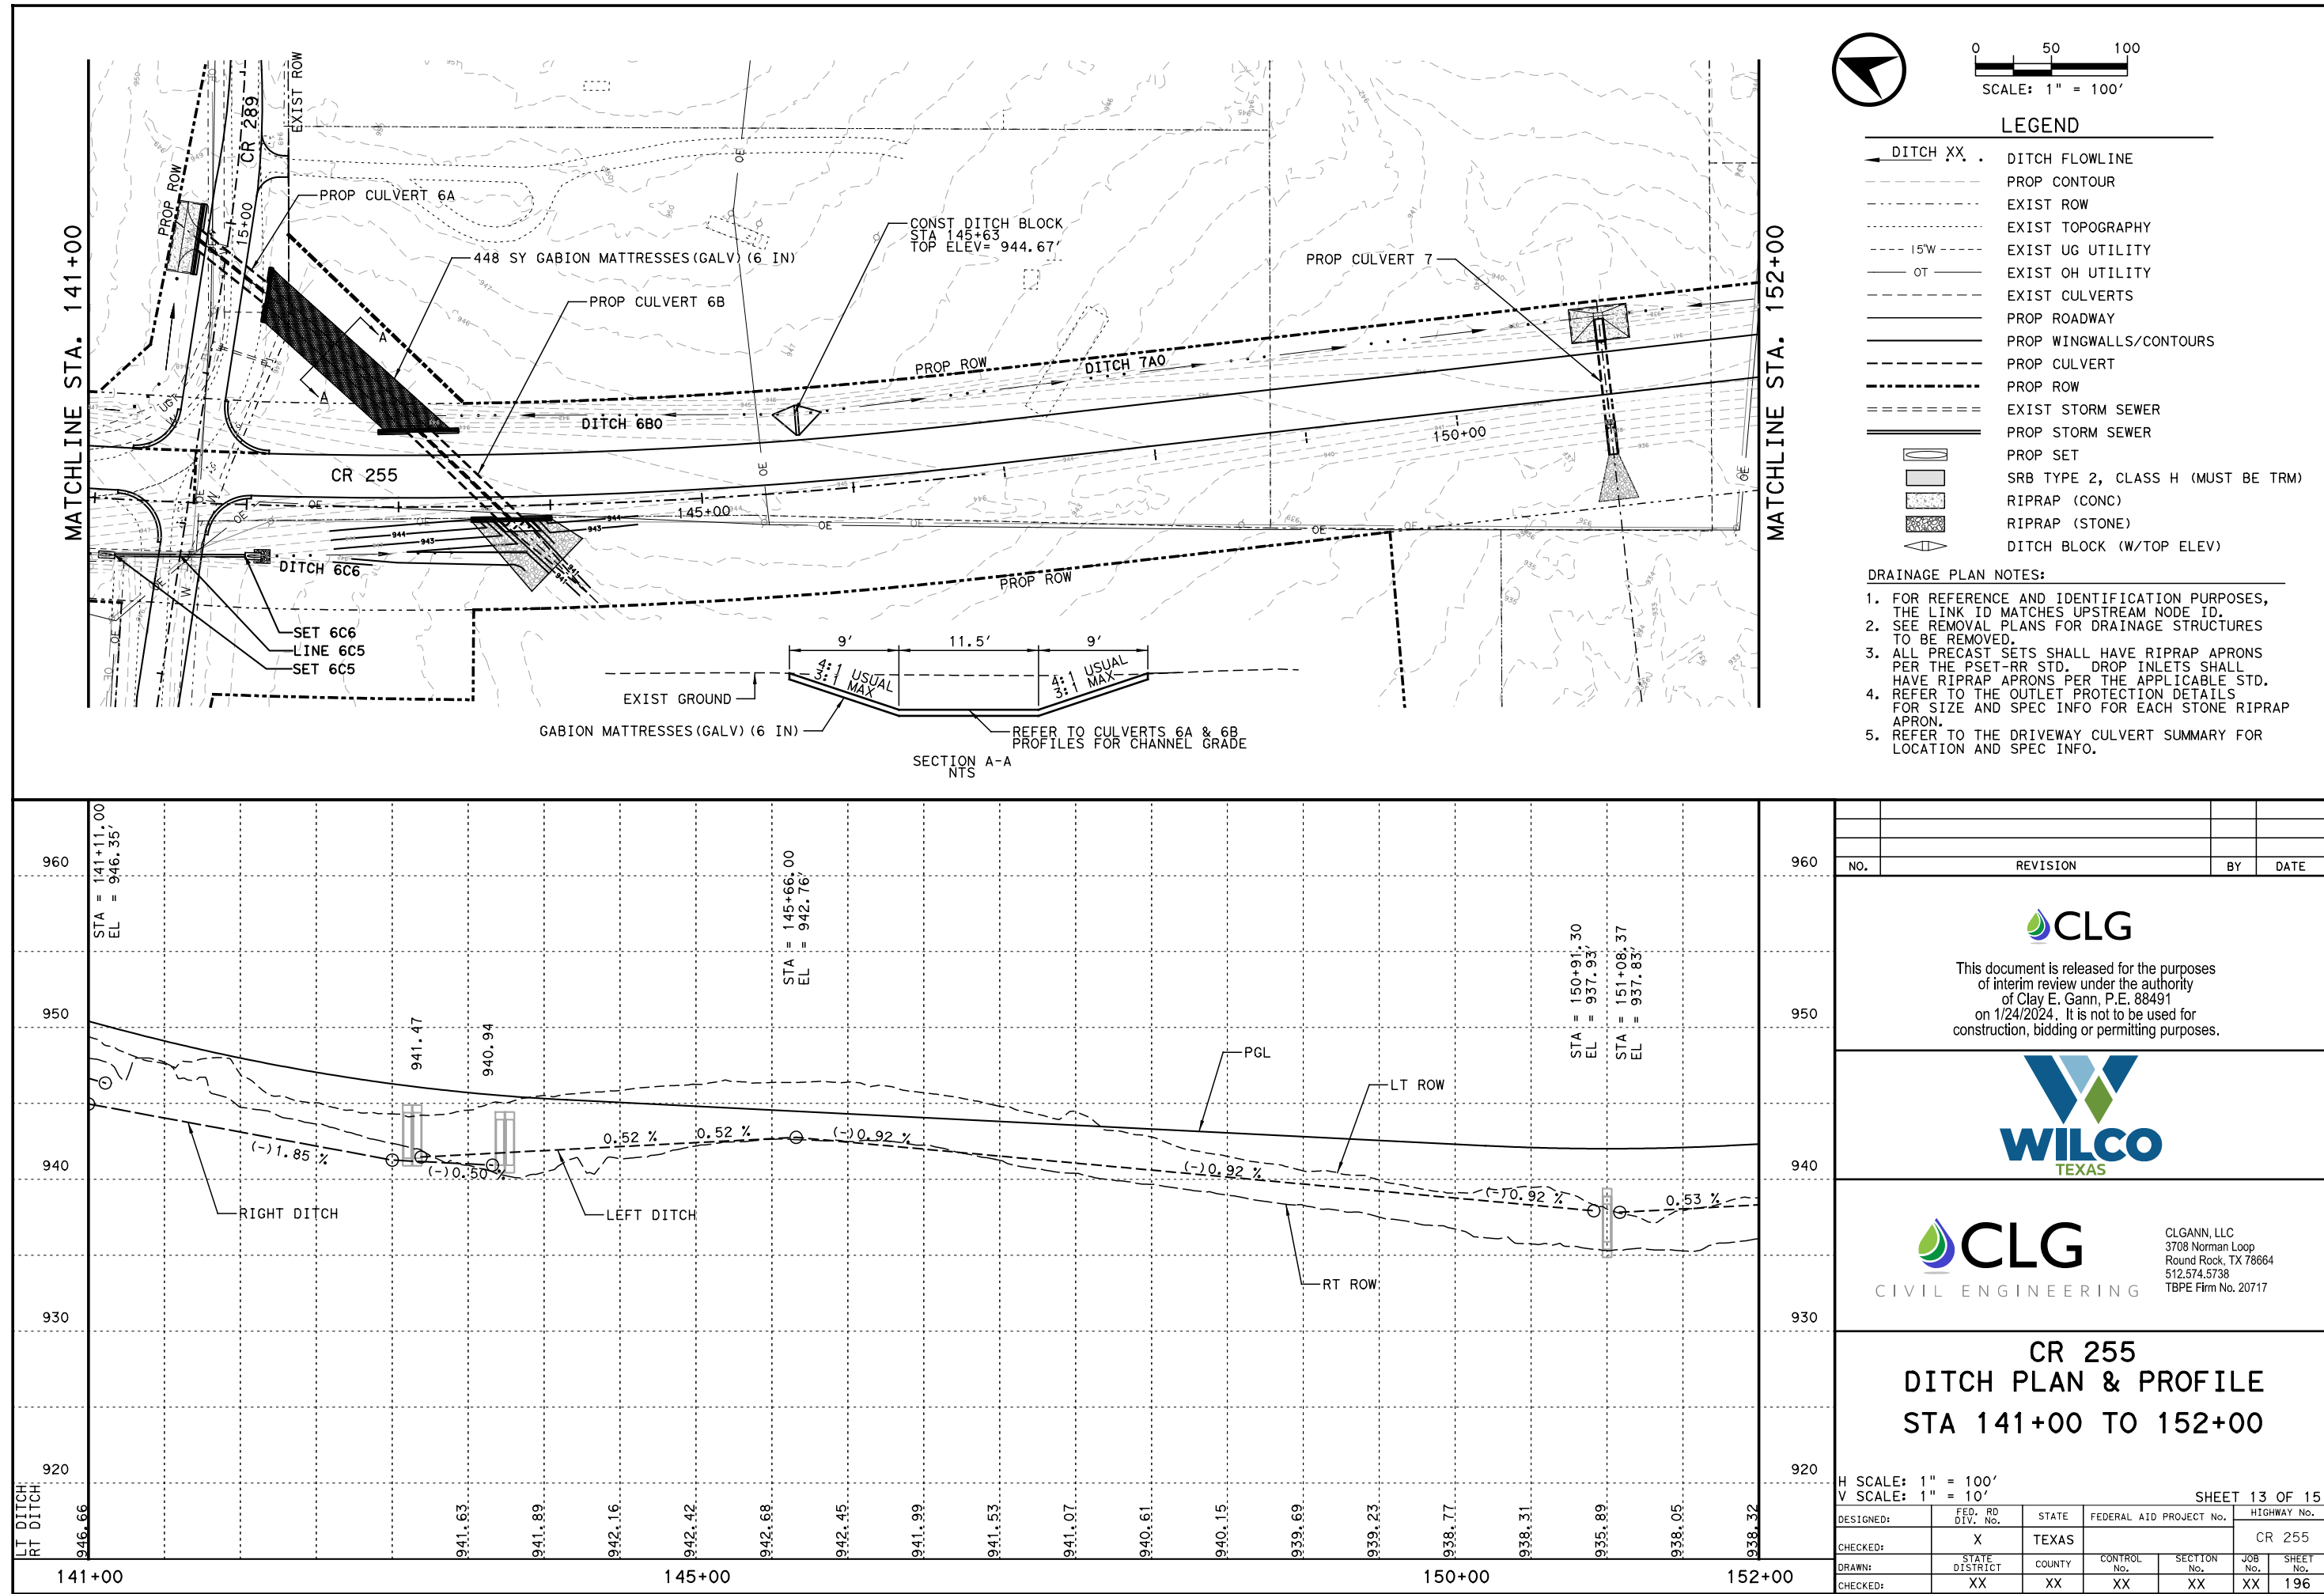 MATCHLINE STA. 141+00
MATCHLINE STA. 152+00
EXIST ROW
CR 289
PROP ROW
15+00
PROP CULVERT 6A
448 SY GABION MATTRESSES(GALV)(6 IN)
PROP CULVERT 6B
CONST DITCH BLOCK
STA 145+63
TOP ELEV= 944.67'
PROP CULVERT 7
A
A
PROP ROW
DITCH 7A0
DITCH 6B0
CR 255
145+00
150+00
OE
OE
OE
OE
UGT
W
944
943
944
943
941
941
DITCH 6C6
PROP ROW
SET 6C6
LINE 6C5
SET 6C5
9'
11.5'
9'
4:1 USUAL
3:1 MAX
4:1 USUAL
3:1 MAX
EXIST GROUND
GABION MATTRESSES(GALV)(6 IN)
REFER TO CULVERTS 6A & 6B
PROFILES FOR CHANNEL GRADE
SECTION A-A
NTS
0 50 100
SCALE: 1" = 100'
LEGEND
DITCH XX DITCH FLOWLINE
PROP CONTOUR
EXIST ROW
EXIST TOPOGRAPHY
15"W EXIST UG UTILITY
OT EXIST OH UTILITY
EXIST CULVERTS
PROP ROADWAY
PROP WINGWALLS/CONTOURS
PROP CULVERT
PROP ROW
EXIST STORM SEWER
PROP STORM SEWER
PROP SET
SRB TYPE 2, CLASS H (MUST BE TRM)
RIPRAP (CONC)
RIPRAP (STONE)
DITCH BLOCK (W/TOP ELEV)
DRAINAGE PLAN NOTES:
1. FOR REFERENCE AND IDENTIFICATION PURPOSES,
THE LINK ID MATCHES UPSTREAM NODE ID.
2. SEE REMOVAL PLANS FOR DRAINAGE STRUCTURES
TO BE REMOVED.
3. ALL PRECAST SETS SHALL HAVE RIPRAP APRONS
PER THE PSET-RR STD. DROP INLETS SHALL
HAVE RIPRAP APRONS PER THE APPLICABLE STD.
4. REFER TO THE OUTLET PROTECTION DETAILS
FOR SIZE AND SPEC INFO FOR EACH STONE RIPRAP
APRON.
5. REFER TO THE DRIVEWAY CULVERT SUMMARY FOR
LOCATION AND SPEC INFO.
960
950
940
930
920
960
950
940
930
920
STA = 141+11.00
EL = 946.35'
941.47
940.94
STA = 145+66.00
EL = 942.76'
STA = 150+91.30
EL = 937.93'
STA = 151+08.37
EL = 937.83'
PGL
LT ROW
RT ROW
RIGHT DITCH
LEFT DITCH
(-)1.85 %
(-)0.50 %
0.52 %
0.52 %
(-)0.92 %
(-)0.92 %
(-)0.92 %
0.53 %
LT DITCH
RT DITCH
946.66
941.63
941.89
942.16
942.42
942.68
942.45
941.99
941.53
941.07
940.61
940.15
939.69
939.23
938.77
938.31
935.89
938.05
938.32
141+00
145+00
150+00
152+00
NO. REVISION BY DATE
CLG
This document is released for the purposes
of interim review under the authority
of Clay E. Gann, P.E. 88491
on 1/24/2024. It is not to be used for
construction, bidding or permitting purposes.
WILCO
TEXAS
CLG
CIVIL ENGINEERING
CLGANN, LLC
3708 Norman Loop
Round Rock, TX 78664
512.574.5738
TBPE Firm No. 20717
CR 255
DITCH PLAN & PROFILE
STA 141+00 TO 152+00
H SCALE: 1" = 100'
V SCALE: 1" = 10'
SHEET 13 OF 15
DESIGNED: FED. RD DIV. No. STATE FEDERAL AID PROJECT No. HIGHWAY No.
CHECKED: X TEXAS CR 255
DRAWN: STATE DISTRICT COUNTY CONTROL No. SECTION No. JOB No. SHEET No.
CHECKED: XX XX XX XX XX 196